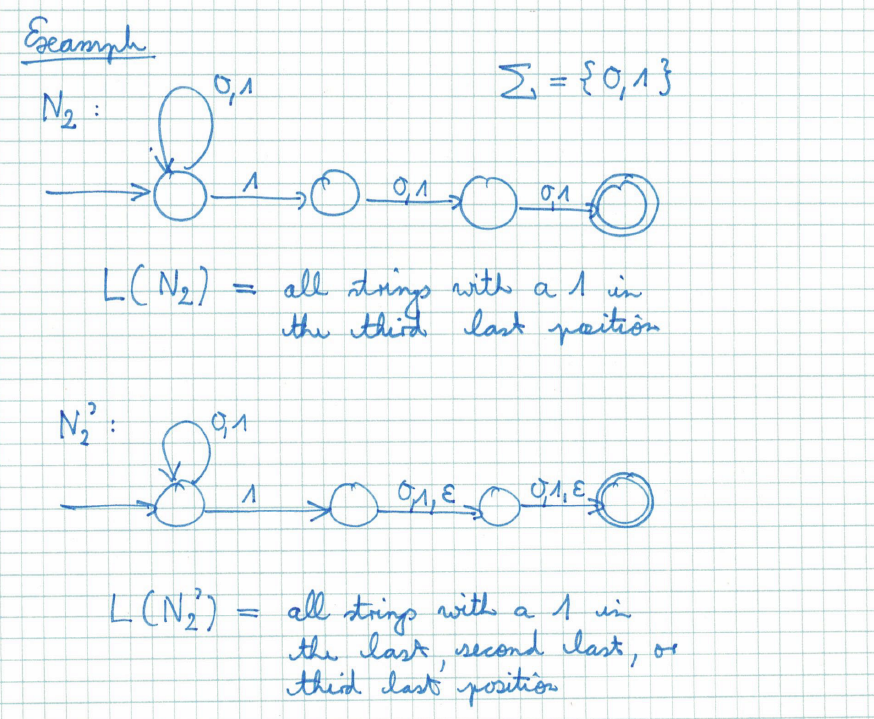 Example
Σ = {0,1}
N₂ :
0,1
1
0,1
0,1
L(N₂) = all strings with a 1 in
the third last position
N₂' :
0,1
1
0,1,ε
0,1,ε
L(N₂') = all strings with a 1 in
the last, second last, or
third last position